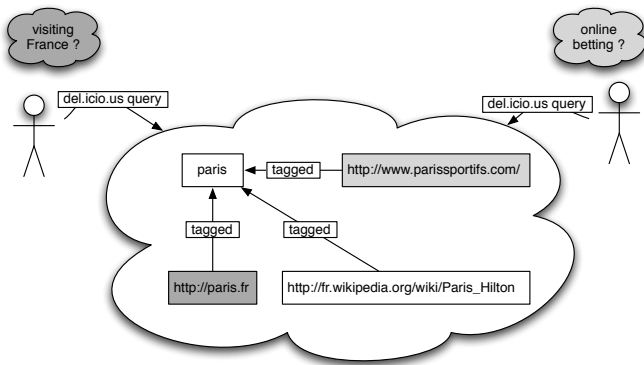 visiting
France ?
online
betting ?
del.icio.us query
del.icio.us query
paris
tagged
http://www.parissportifs.com/
tagged
tagged
http://paris.fr
http://fr.wikipedia.org/wiki/Paris_Hilton